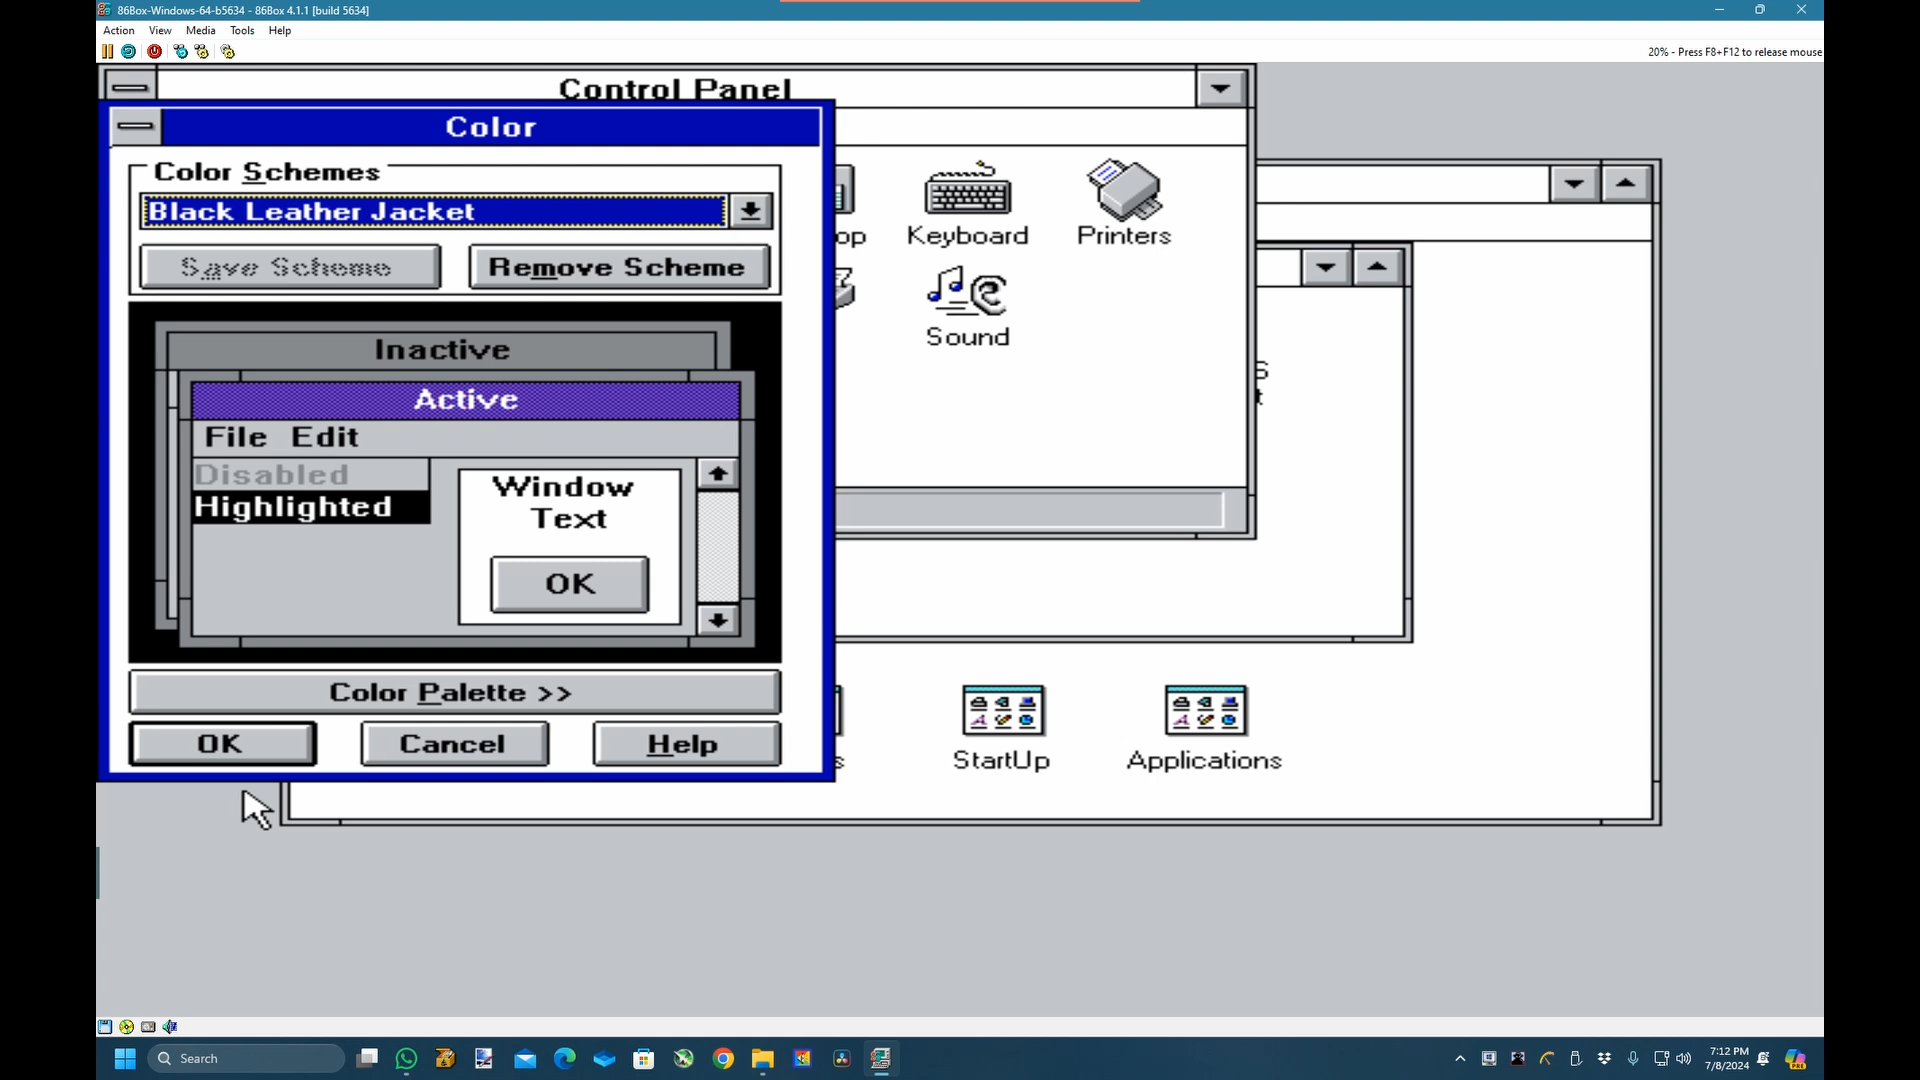 86Box-Windows-64-b5634 - 86Box 4.1.1 [build 5634]
Action View Media Tools Help
20% - Press F8+F12 to release mouse
Control Panel
Color
Color Schemes
Black Leather Jacket
Save Scheme Remove Scheme
op Keyboard Printers
Sound
Inactive
Active
File Edit
Disabled
Highlighted
Window
Text
OK
S
t
Color Palette >>
OK Cancel Help
s StartUp Applications
Search
7:12 PM
7/8/2024
PRE